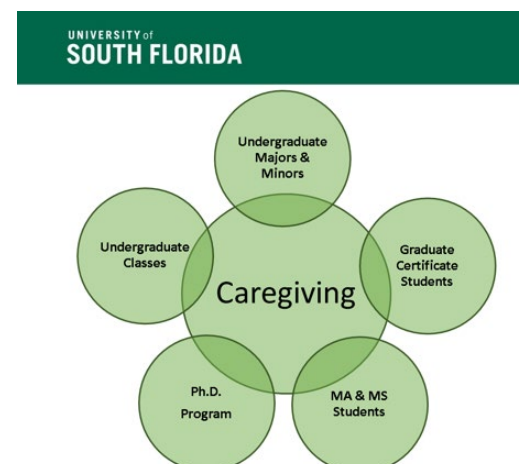 UNIVERSITY of
SOUTH FLORIDA
Undergraduate
Majors &
Minors
Undergraduate
Classes
Graduate
Certificate
Students
Caregiving
Ph.D.
Program
MA & MS
Students